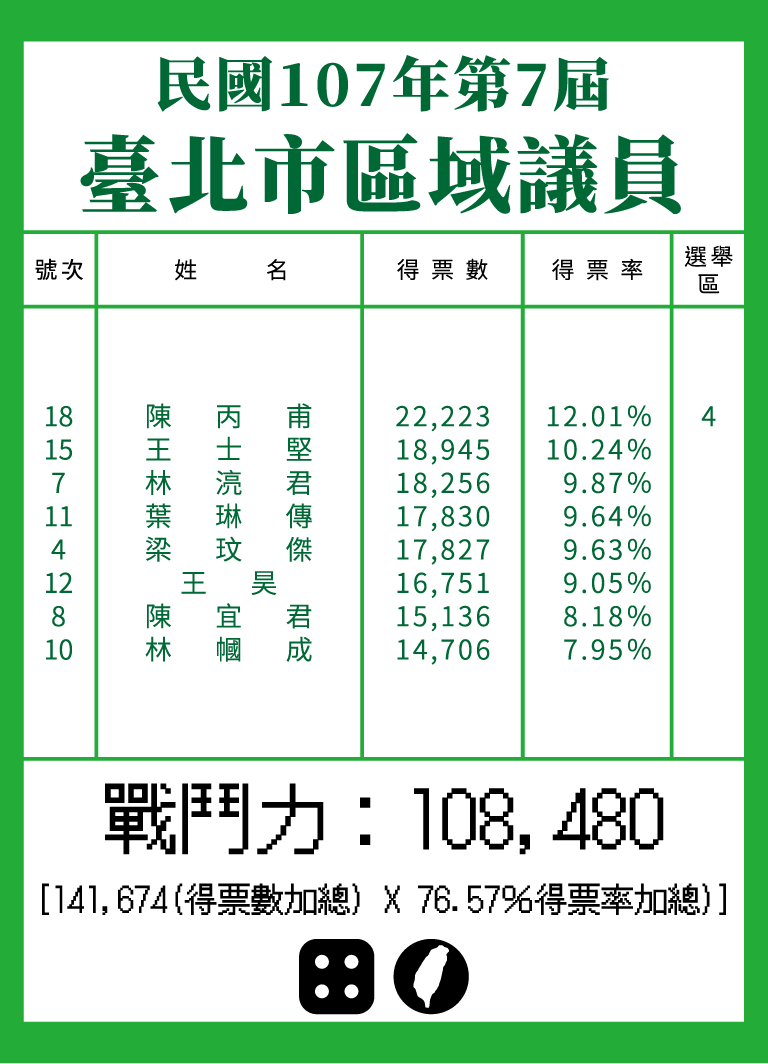 民國107年第7屆
臺北市區域議員
號次 姓名 得票數 得票率 選舉區
18 陳丙甫 22,223 12.01% 4
15 王士堅 18,945 10.24%
7 林湸君 18,256 9.87%
11 葉琳傳 17,830 9.64%
4 梁玟傑 17,827 9.63%
12 王昊 16,751 9.05%
8 陳宜君 15,136 8.18%
10 林幗成 14,706 7.95%
戰鬥力：108,480
[141,674(得票數加總) X 76.57%得票率加總)]